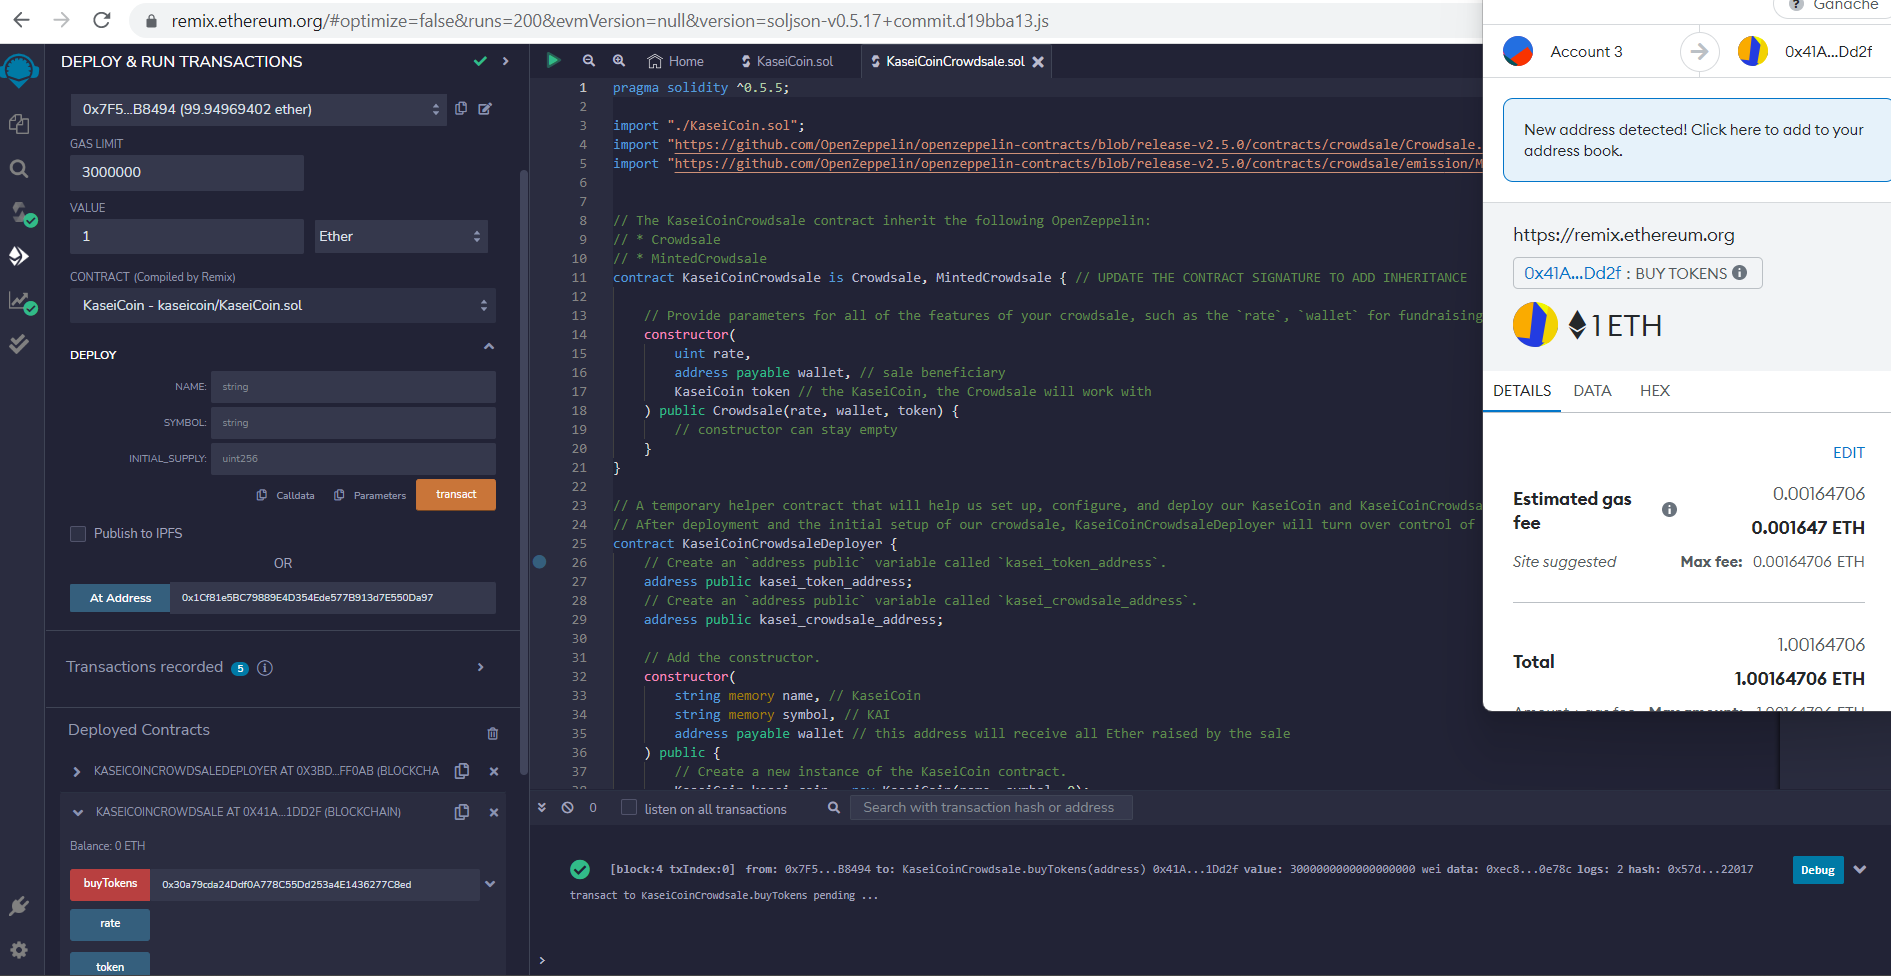 remix.ethereum.org/#optimize=false&runs=200&evmVersion=null&version=soljson-v0.5.17+commit.d19bba13.js
DEPLOY & RUN TRANSACTIONS
0x7F5...B8494 (99.94969402 ether)
GAS LIMIT
3000000
VALUE
1
Ether
CONTRACT (Compiled by Remix)
KaseiCoin - kaseicoin/KaseiCoin.sol
DEPLOY
NAME: string
SYMBOL: string
INITIAL_SUPPLY: uint256
Calldata Parameters transact
Publish to IPFS
OR
At Address 0x1Cf81e5BC79889E4D354Ede577B913d7E550Da97
Transactions recorded 5 i
Deployed Contracts
KASEICOINCROWDSALEDEPLOYER AT 0X3BD...FF0AB (BLOCKCHA
KASEICOINCROWDSALE AT 0X41A...1DD2F (BLOCKCHAIN)
Balance: 0 ETH
buyTokens 0x30a79cda24Ddf0A778C55Dd253a4E1436277C8ed
rate
token
Home KaseiCoin.sol KaseiCoinCrowdsale.sol
1 pragma solidity ^0.5.5;
2
3 import "./KaseiCoin.sol";
4 import "https://github.com/OpenZeppelin/openzeppelin-contracts/blob/release-v2.5.0/contracts/crowdsale/Crowdsale.
5 import "https://github.com/OpenZeppelin/openzeppelin-contracts/blob/release-v2.5.0/contracts/crowdsale/emission/M
6
7
8 // The KaseiCoinCrowdsale contract inherit the following OpenZeppelin:
9 // * Crowdsale
10 // * MintedCrowdsale
11 contract KaseiCoinCrowdsale is Crowdsale, MintedCrowdsale { // UPDATE THE CONTRACT SIGNATURE TO ADD INHERITANCE
12
13 // Provide parameters for all of the features of your crowdsale, such as the `rate`, `wallet` for fundraising
14 constructor(
15 uint rate,
16 address payable wallet, // sale beneficiary
17 KaseiCoin token // the KaseiCoin, the Crowdsale will work with
18 ) public Crowdsale(rate, wallet, token) {
19 // constructor can stay empty
20 }
21 }
22
23 // A temporary helper contract that will help us set up, configure, and deploy our KaseiCoin and KaseiCoinCrowdsa
24 // After deployment and the initial setup of our crowdsale, KaseiCoinCrowdsaleDeployer will turn over control of
25 contract KaseiCoinCrowdsaleDeployer {
26 // Create an `address public` variable called `kasei_token_address`.
27 address public kasei_token_address;
28 // Create an `address public` variable called `kasei_crowdsale_address`.
29 address public kasei_crowdsale_address;
30
31 // Add the constructor.
32 constructor(
33 string memory name, // KaseiCoin
34 string memory symbol, // KAI
35 address payable wallet // this address will receive all Ether raised by the sale
36 ) public {
37 // Create a new instance of the KaseiCoin contract.
0 listen on all transactions Search with transaction hash or address
[block:4 txIndex:0] from: 0x7F5...B8494 to: KaseiCoinCrowdsale.buyTokens(address) 0x41A...1Dd2f value: 3000000000000000000 wei data: 0xec8...0e78c logs: 2 hash: 0x57d...22017
Debug
transact to KaseiCoinCrowdsale.buyTokens pending ...
>
? Ganache
Account 3 0x41A...Dd2f
New address detected! Click here to add to your
address book.
https://remix.ethereum.org
0x41A...Dd2f : BUY TOKENS i
1 ETH
DETAILS DATA HEX
EDIT
Estimated gas
fee
i
0.00164706
0.001647 ETH
Site suggested Max fee: 0.00164706 ETH
Total
1.00164706
1.00164706 ETH